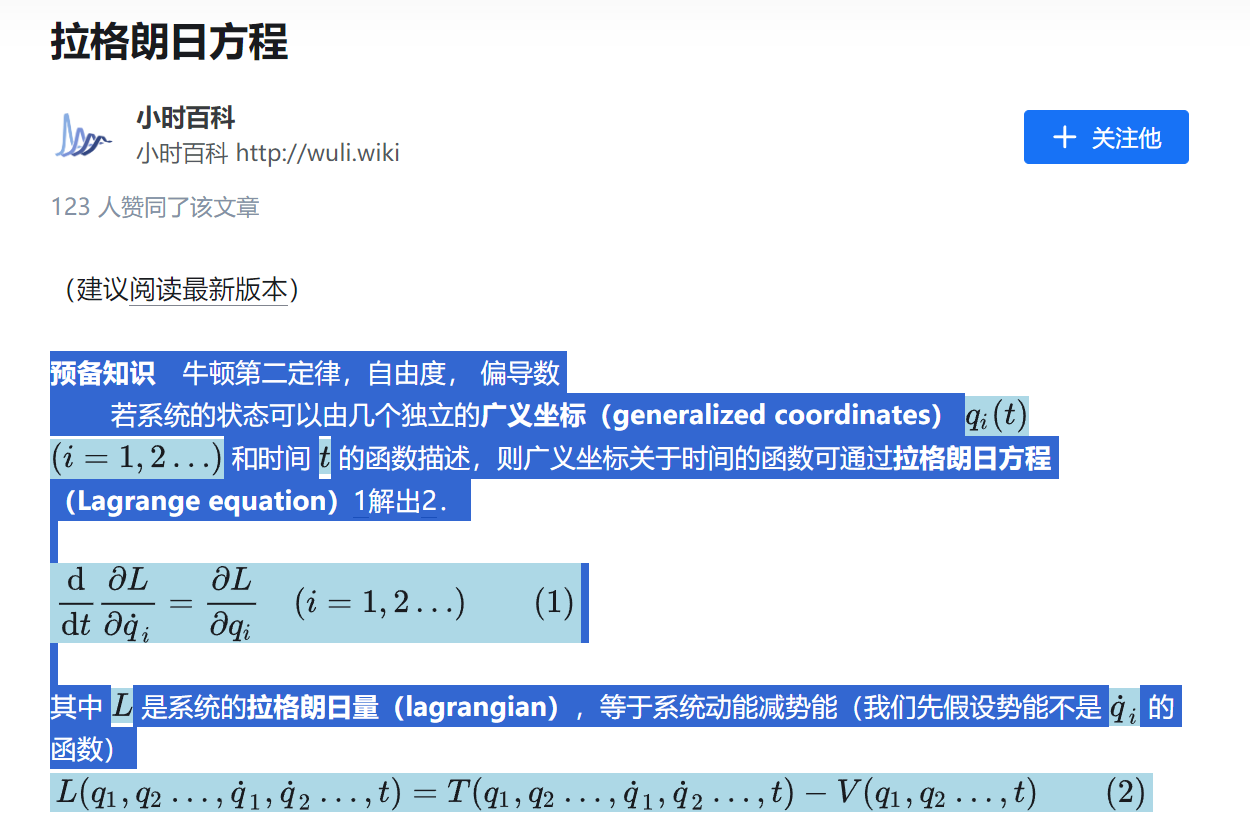 拉格朗日方程
小时百科
小时百科 http://wuli.wiki
+ 关注他
123 人赞同了该文章
（建议阅读最新版本）
预备知识 牛顿第二定律，自由度， 偏导数
若系统的状态可以由几个独立的广义坐标（generalized coordinates） $q_i(t)$
$(i = 1, 2 \ldots)$ 和时间 $t$ 的函数描述，则广义坐标关于时间的函数可通过拉格朗日方程
（Lagrange equation）1解出2．
$\frac{\mathrm{d}}{\mathrm{d}t} \frac{\partial L}{\partial \dot{q}_i} = \frac{\partial L}{\partial q_i} \quad (i = 1, 2 \ldots) \qquad (1)$
其中 $L$ 是系统的拉格朗日量（lagrangian），等于系统动能减势能（我们先假设势能不是 $\dot{q}_i$ 的
函数）
$L(q_1, q_2 \ldots, \dot{q}_1, \dot{q}_2 \ldots, t) = T(q_1, q_2 \ldots, \dot{q}_1, \dot{q}_2 \ldots, t) - V(q_1, q_2 \ldots, t) \qquad (2)$